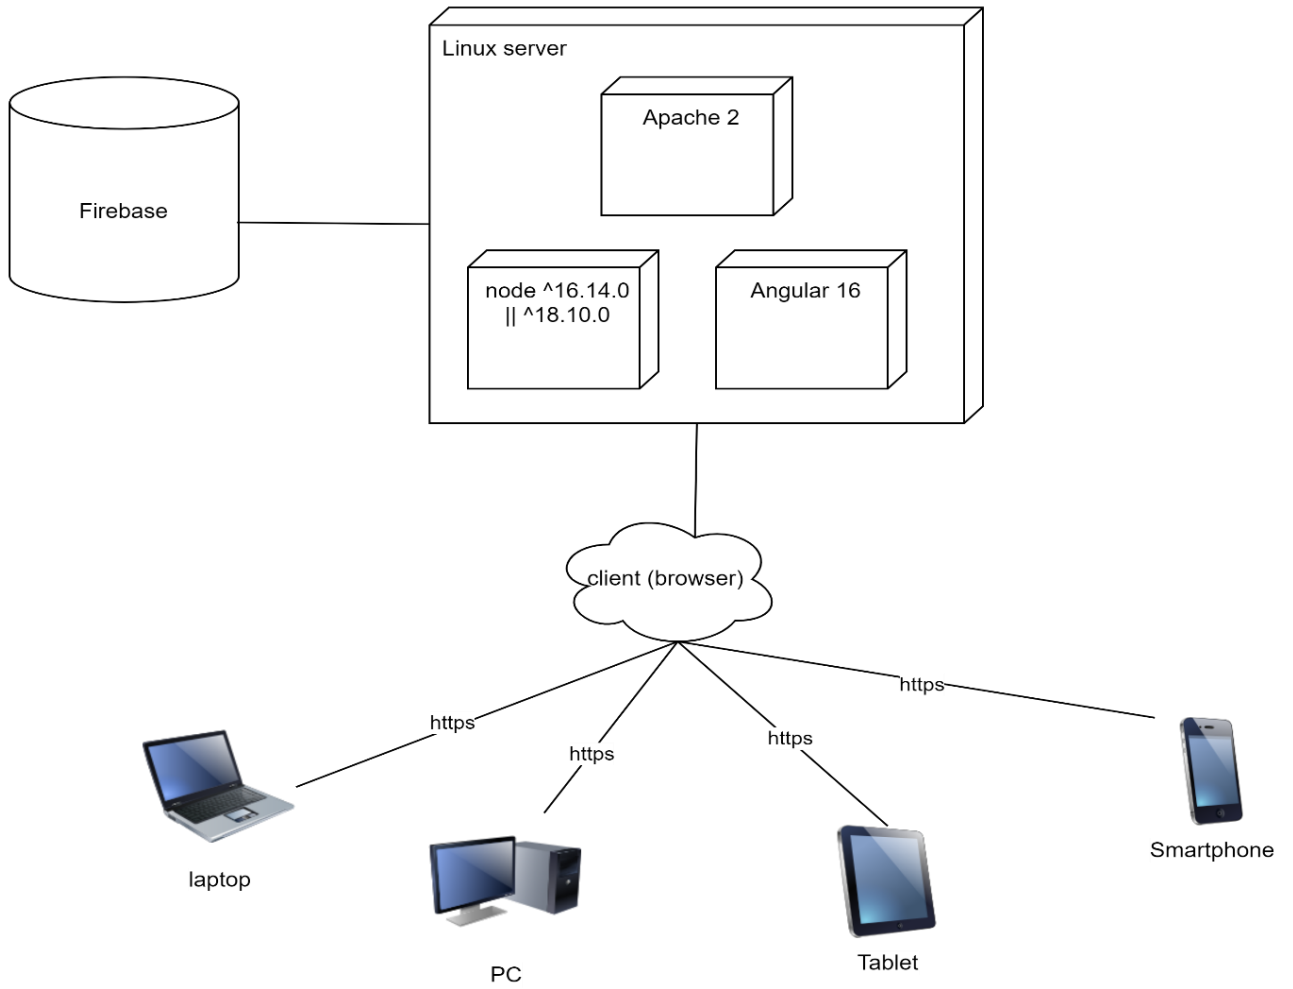 Linux server
Apache 2
Firebase
node ^16.14.0
|| ^18.10.0
Angular 16
client (browser)
https
https
https
https
laptop
PC
Tablet
Smartphone